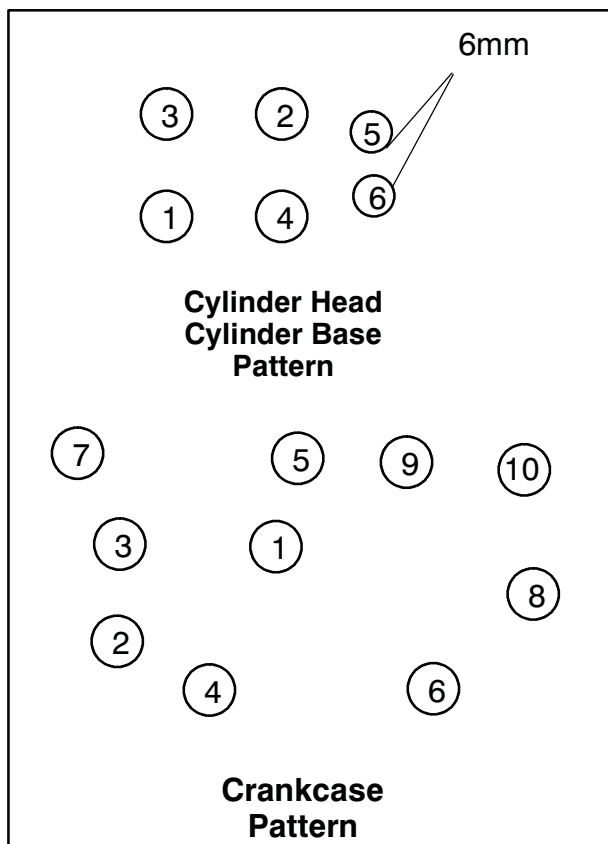 6mm
3 2 5
6
1 4
Cylinder Head
Cylinder Base
Pattern
7 5 9 10
3 1
8
2
4 6
Crankcase
Pattern